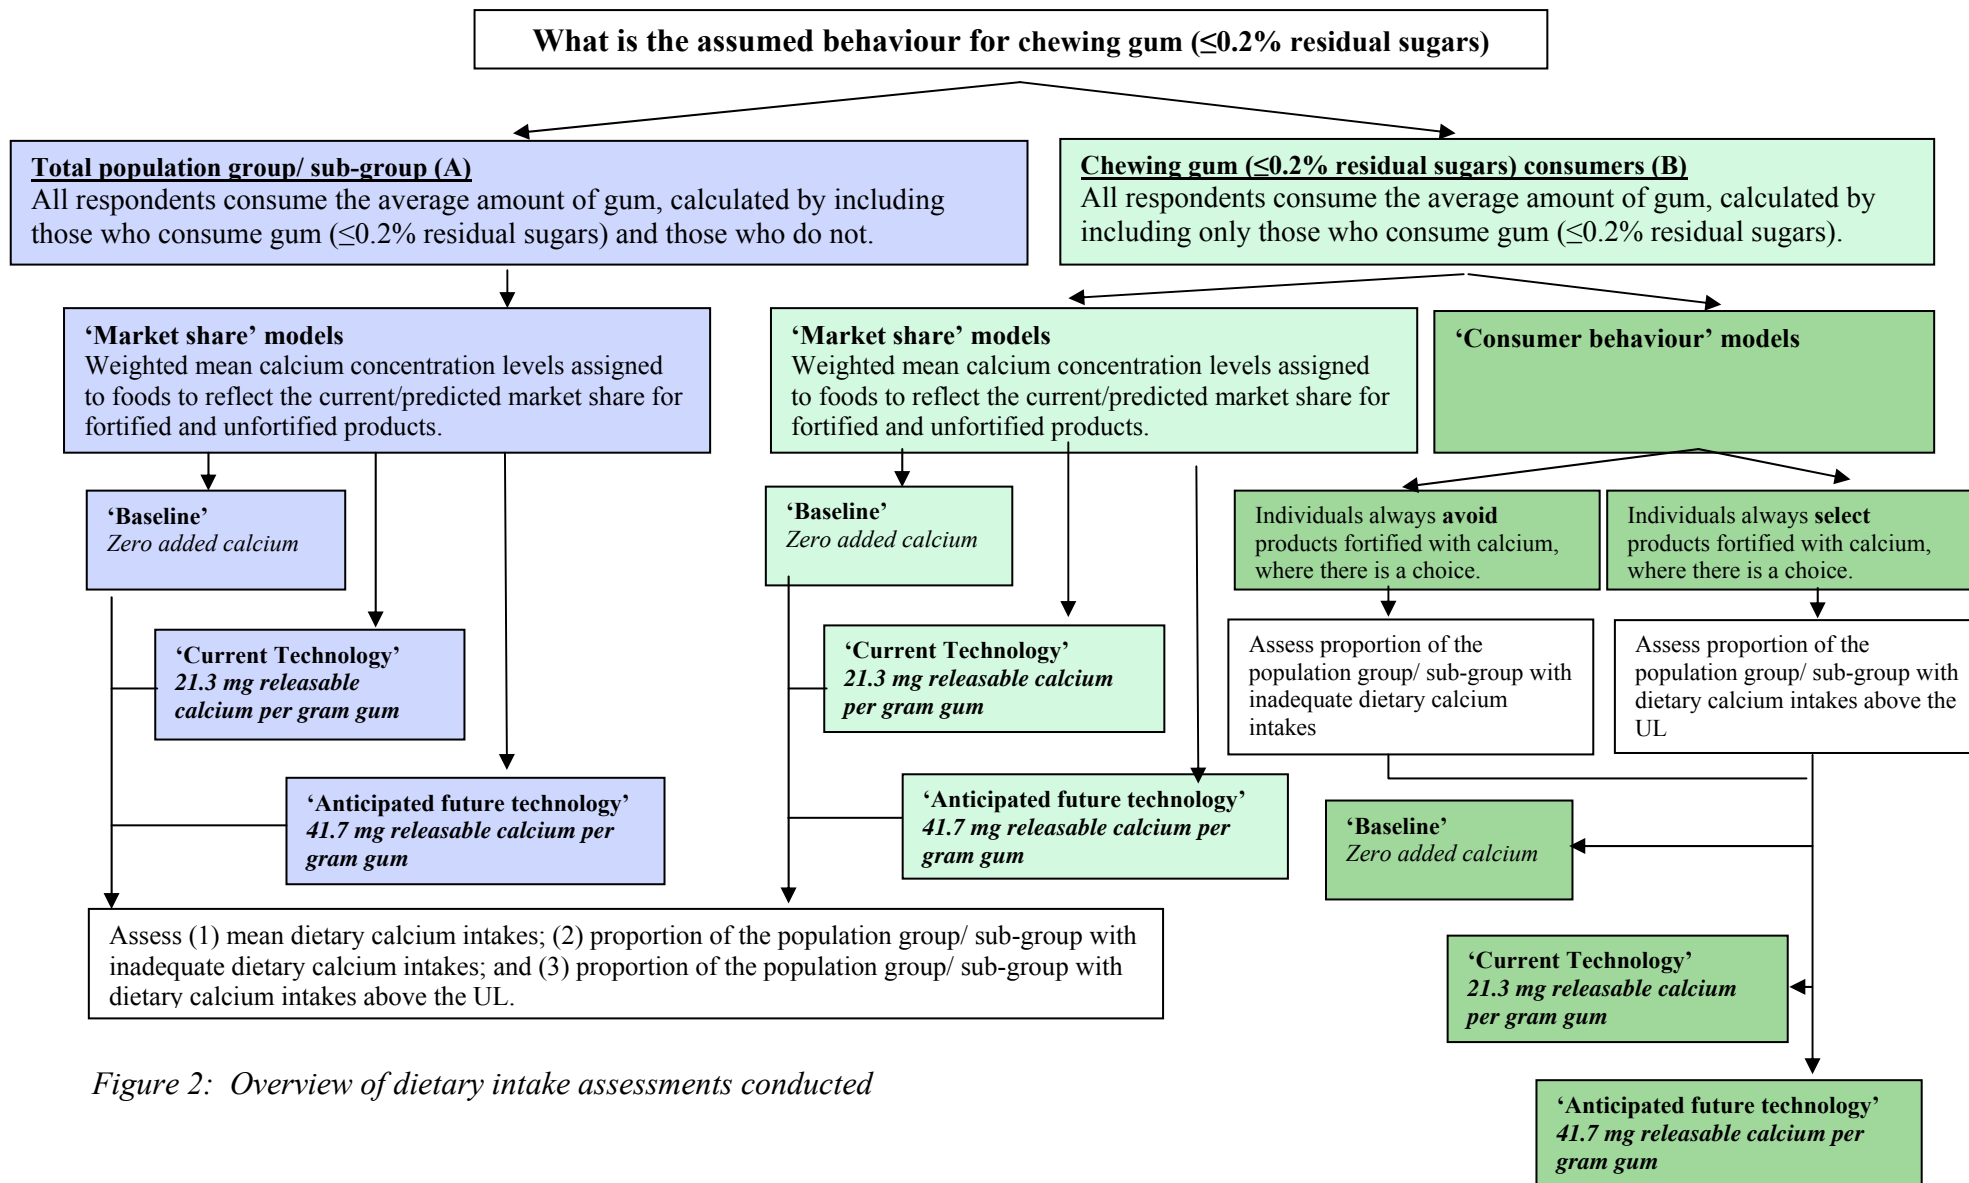 What is the assumed behaviour for chewing gum (≤0.2% residual sugars)
Total population group/ sub-group (A)
All respondents consume the average amount of gum, calculated by including
those who consume gum (≤0.2% residual sugars) and those who do not.
Chewing gum (≤0.2% residual sugars) consumers (B)
All respondents consume the average amount of gum, calculated by
including only those who consume gum (≤0.2% residual sugars).
‘Market share’ models
Weighted mean calcium concentration levels assigned
to foods to reflect the current/predicted market share for
fortified and unfortified products.
‘Market share’ models
Weighted mean calcium concentration levels assigned
to foods to reflect the current/predicted market share for
fortified and unfortified products.
‘Consumer behaviour’ models
‘Baseline’
Zero added calcium
‘Baseline’
Zero added calcium
Individuals always avoid
products fortified with calcium,
where there is a choice.
Individuals always select
products fortified with calcium,
where there is a choice.
‘Current Technology’
21.3 mg releasable
calcium per gram gum
‘Current Technology’
21.3 mg releasable calcium
per gram gum
Assess proportion of the
population group/ sub-group with
inadequate dietary calcium
intakes
Assess proportion of the
population group/ sub-group with
dietary calcium intakes above the
UL
‘Anticipated future technology’
41.7 mg releasable calcium per
gram gum
‘Anticipated future technology’
41.7 mg releasable calcium per
gram gum
‘Baseline’
Zero added calcium
Assess (1) mean dietary calcium intakes; (2) proportion of the population group/ sub-group with
inadequate dietary calcium intakes; and (3) proportion of the population group/ sub-group with
dietary calcium intakes above the UL.
‘Current Technology’
21.3 mg releasable calcium
per gram gum
Figure 2:  Overview of dietary intake assessments conducted
‘Anticipated future technology’
41.7 mg releasable calcium per
gram gum